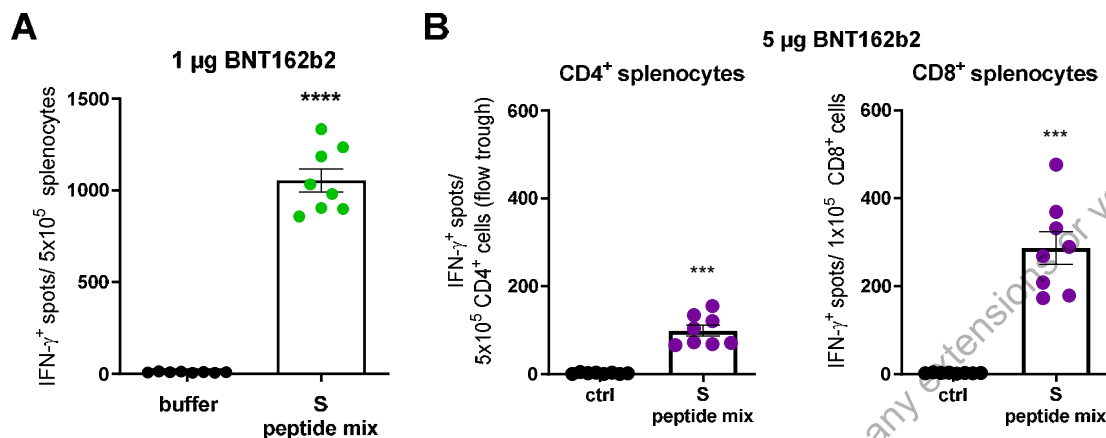 A
1 µg BNT162b2
IFN-γ⁺ spots/ 5x10⁵ splenocytes
1500
1000
500
0
****
buffer
S
peptide mix
B
5 µg BNT162b2
CD4⁺ splenocytes
IFN-γ⁺ spots/
5x10⁵ CD4⁺ cells (flow trough)
600
400
200
0
***
ctrl
S
peptide mix
CD8⁺ splenocytes
IFN-γ⁺ spots/ 1x10⁵ CD8⁺ cells
600
400
200
0
***
ctrl
S
peptide mix
any extensions or